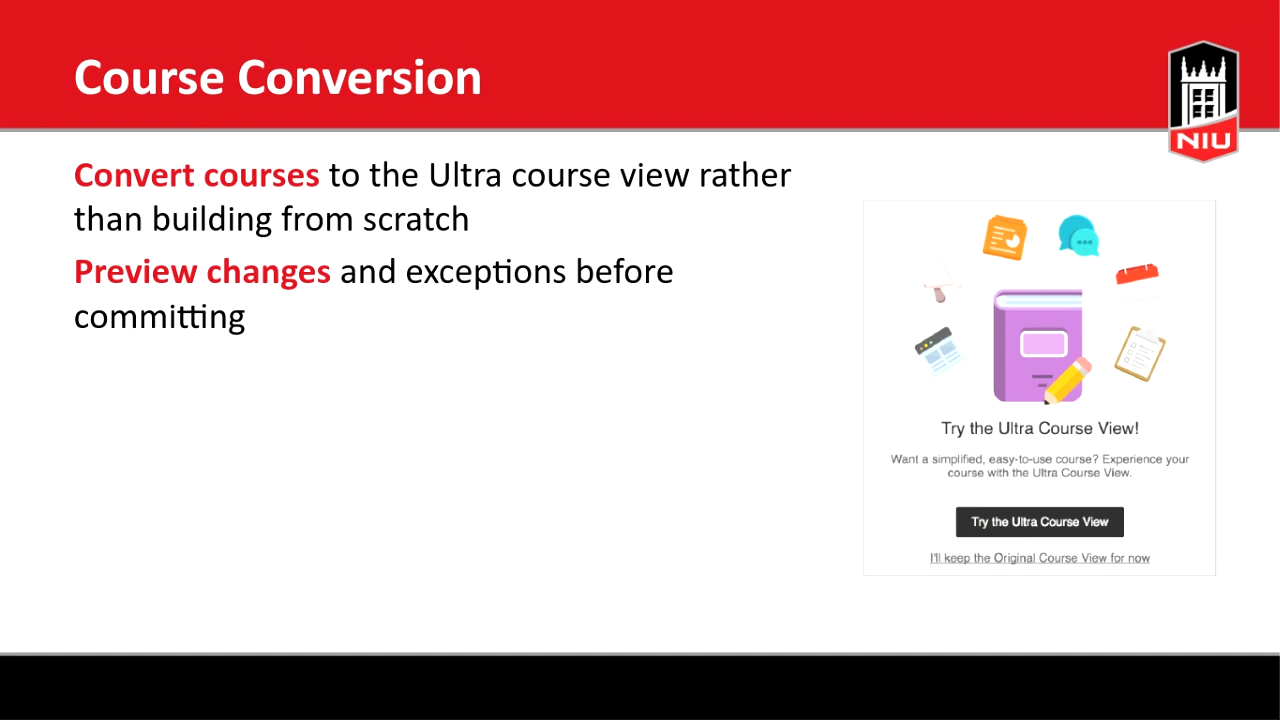 Course Conversion
NIU
Convert courses to the Ultra course view rather
than building from scratch
Preview changes and exceptions before
committing
Try the Ultra Course View!
Want a simplified, easy-to-use course? Experience your
course with the Ultra Course View.
Try the Ultra Course View
I'll keep the Original Course View for now